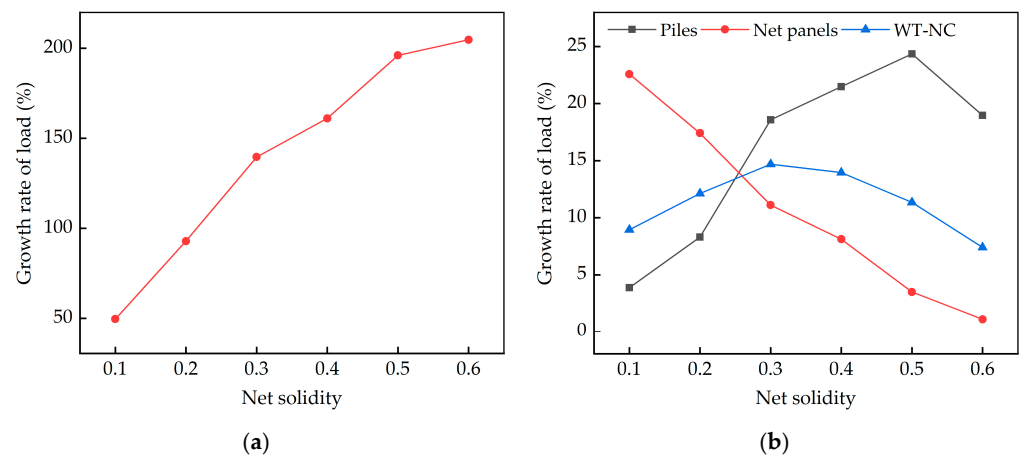 Growth rate of load (%)
200
150
100
50
0.1 0.2 0.3 0.4 0.5 0.6
Net solidity
(a)
Piles Net panels WT-NC
Growth rate of load (%)
25
20
15
10
5
0
0.1 0.2 0.3 0.4 0.5 0.6
Net solidity
(b)